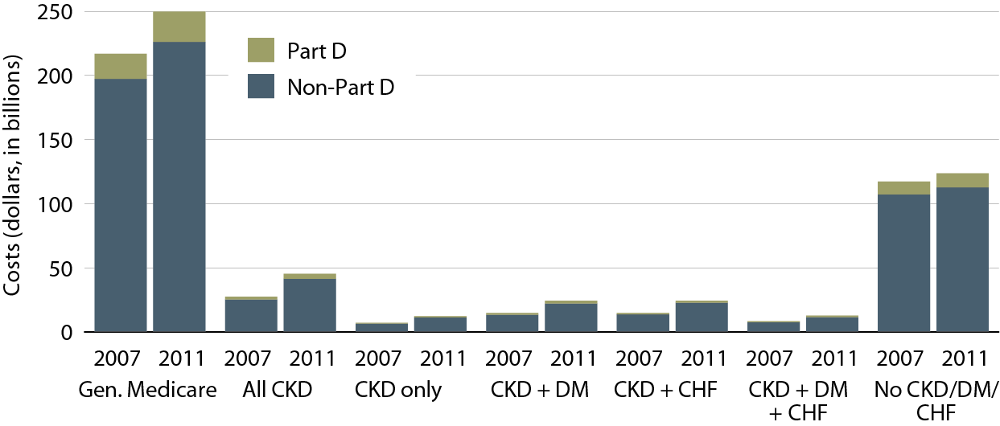 Costs (dollars, in billions)
250
200
150
100
50
0
Part D
Non-Part D
2007 2011 2007 2011 2007 2011 2007 2011 2007 2011 2007 2011 2007 2011
Gen. Medicare All CKD CKD only CKD + DM CKD + CHF CKD + DM No CKD/DM/
+ CHF CHF